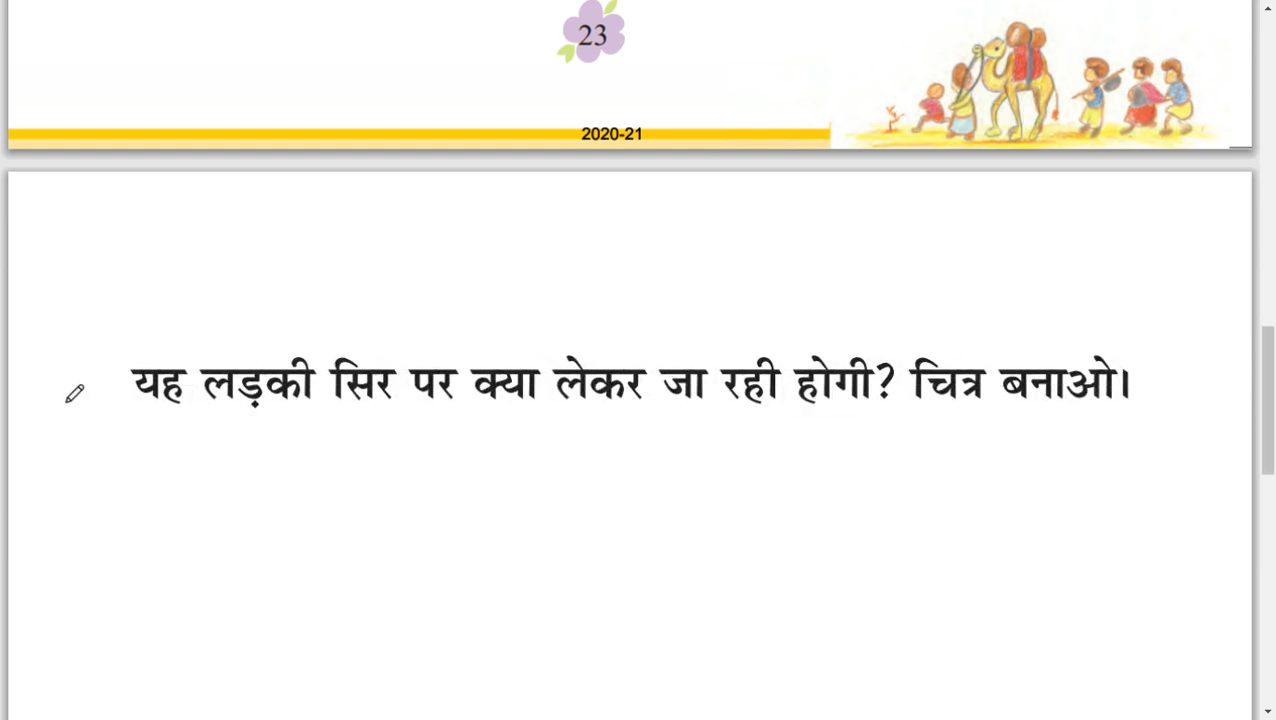 23
2020-21
यह लड़की सिर पर क्या लेकर जा रही होगी? चित्र बनाओ।